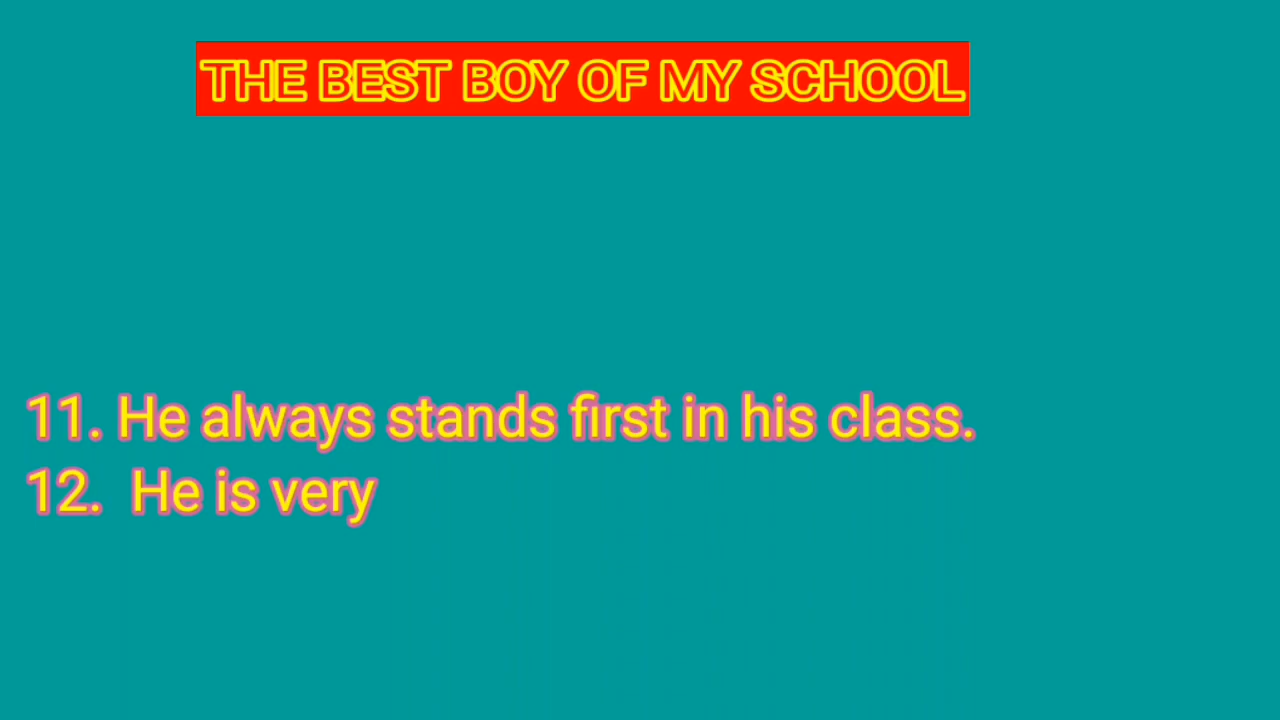 THE BEST BOY OF MY SCHOOL
11. He always stands first in his class.
12. He is very